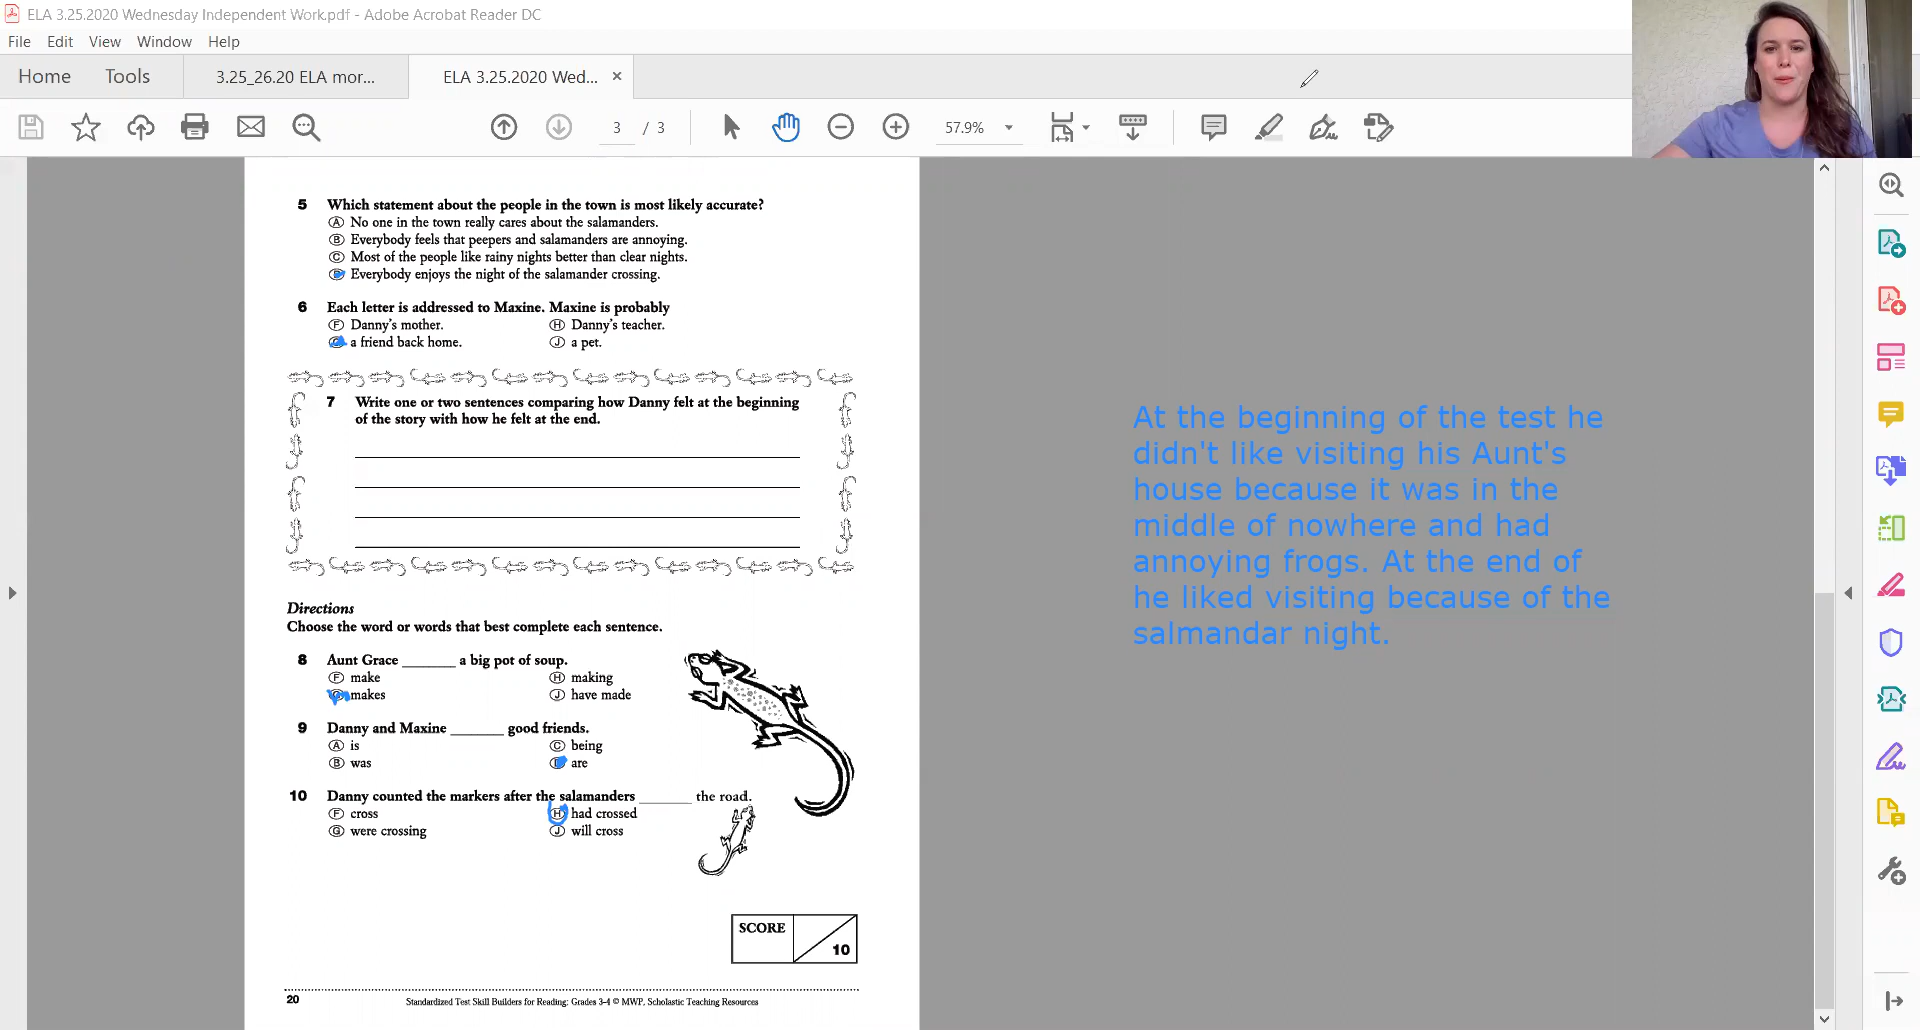 ELA 3.25.2020 Wednesday Independent Work.pdf - Adobe Acrobat Reader DC
File Edit View Window Help
Home Tools 3.25_26.20 ELA mor... ELA 3.25.2020 Wed... ×
3 / 3 57.9%
5 Which statement about the people in the town is most likely accurate?
A No one in the town really cares about the salamanders.
B Everybody feels that peepers and salamanders are annoying.
C Most of the people like rainy nights better than clear nights.
Everybody enjoys the night of the salamander crossing.
6 Each letter is addressed to Maxine. Maxine is probably
F Danny's mother. H Danny's teacher.
a friend back home. J a pet.
7 Write one or two sentences comparing how Danny felt at the beginning
of the story with how he felt at the end.
Directions
Choose the word or words that best complete each sentence.
8 Aunt Grace _______ a big pot of soup.
F make H making
makes J have made
9 Danny and Maxine _______ good friends.
A is C being
B was are
10 Danny counted the markers after the salamanders _______ the road.
F cross H had crossed
G were crossing J will cross
SCORE
10
20 Standardized Test Skill Builders for Reading: Grades 3-4 © MWP, Scholastic Teaching Resources
At the beginning of the test he
didn't like visiting his Aunt's
house because it was in the
middle of nowhere and had
annoying frogs. At the end of
he liked visiting because of the
salmandar night.